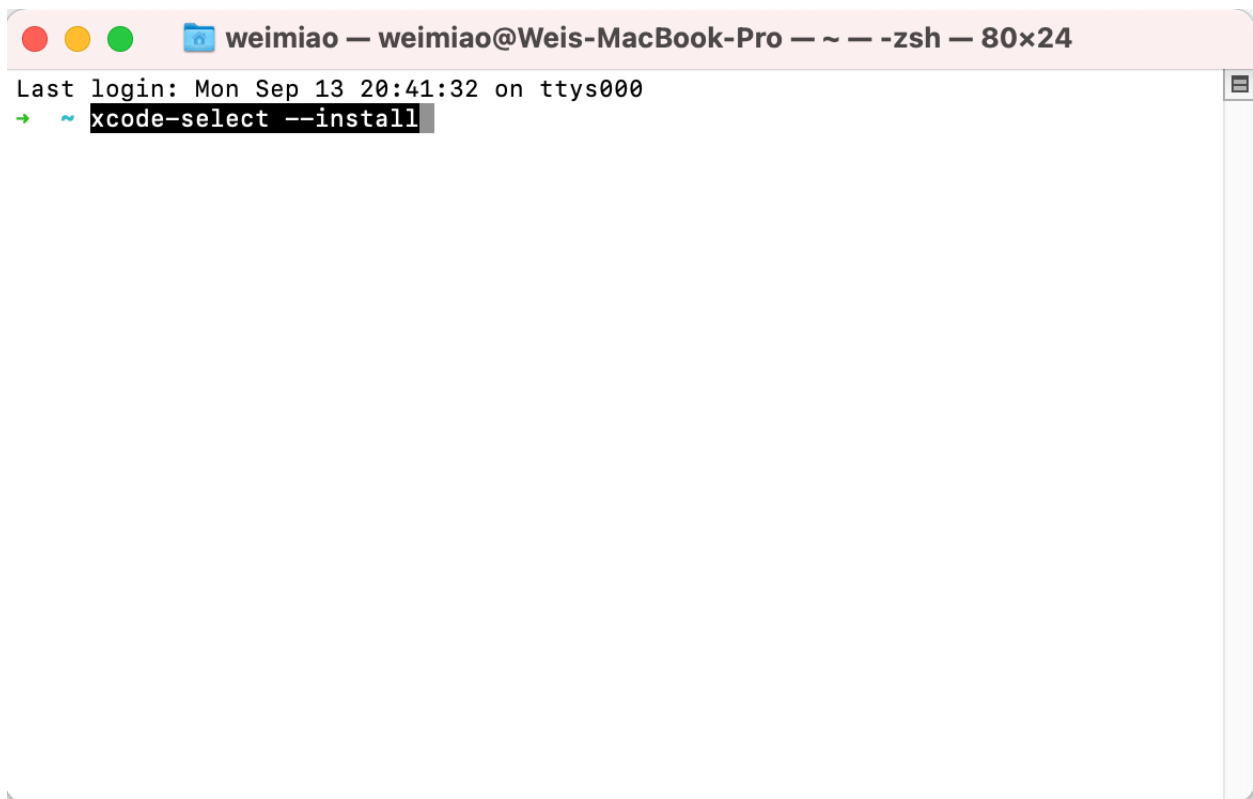 weimiao — weimiao@Weis-MacBook-Pro — ~ — -zsh — 80×24
Last login: Mon Sep 13 20:41:32 on ttys000
➜  ~ xcode-select --install